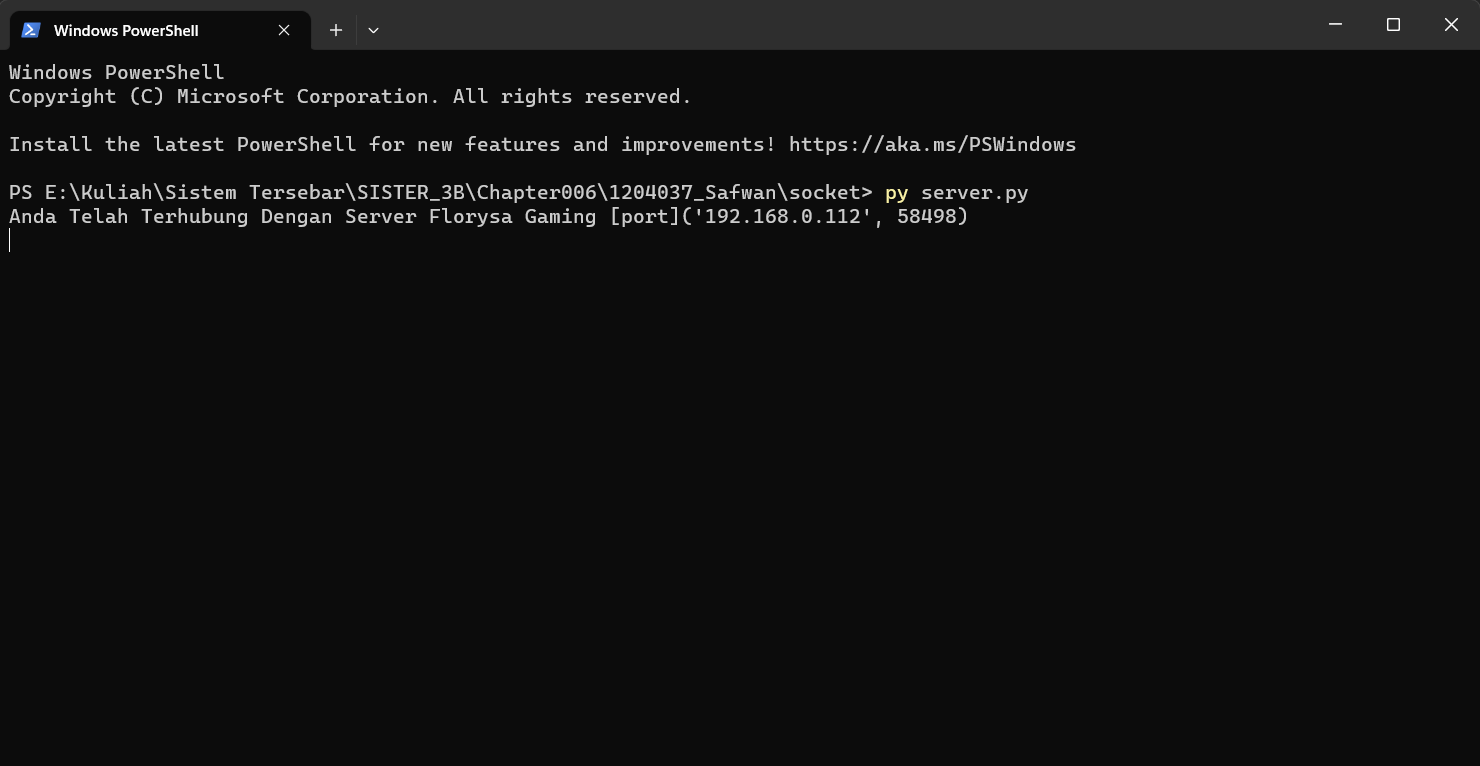 Windows PowerShell
Windows PowerShell
Copyright (C) Microsoft Corporation. All rights reserved.
Install the latest PowerShell for new features and improvements! https://aka.ms/PSWindows
PS E:\Kuliah\Sistem Tersebar\SISTER_3B\Chapter006\1204037_Safwan\socket> py server.py
Anda Telah Terhubung Dengan Server Florysa Gaming [port]('192.168.0.112', 58498)